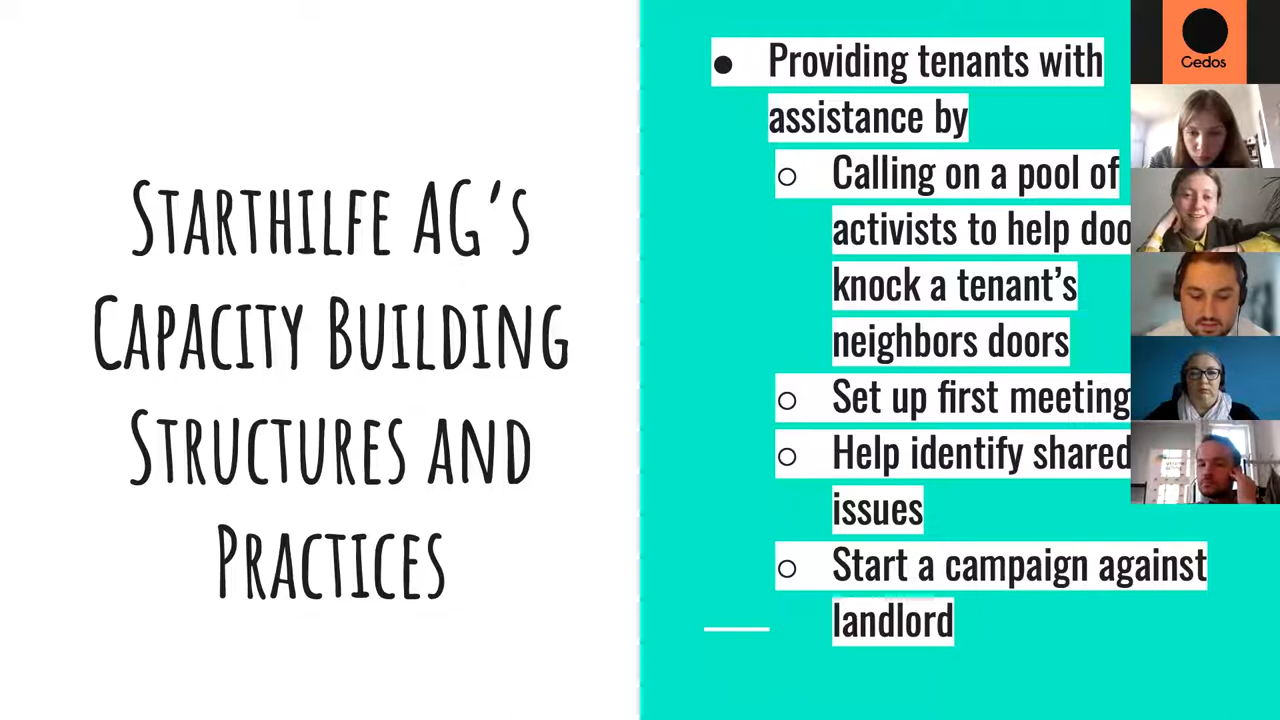 STARTHILFE AG'S
CAPACITY BUILDING
STRUCTURES AND
PRACTICES
● Providing tenants with
assistance by
○ Calling on a pool of
activists to help doo
knock a tenant's
neighbors doors
○ Set up first meeting
○ Help identify shared
issues
○ Start a campaign against
landlord
Cedos